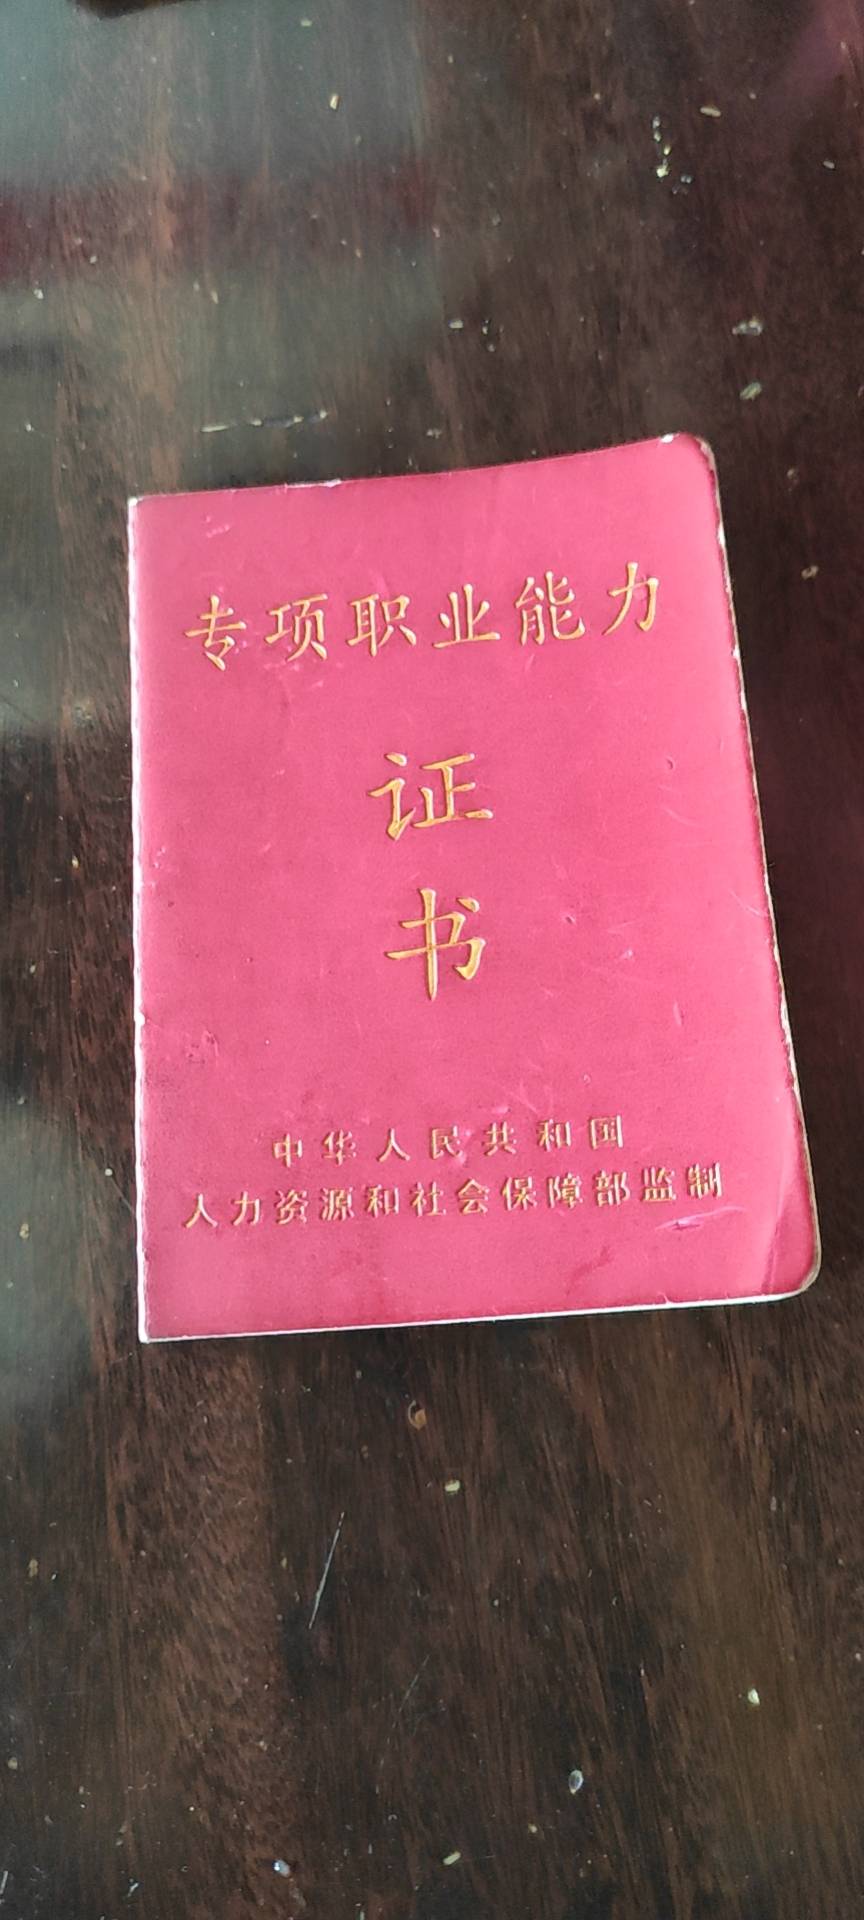 专项职业能力
证
书
中华人民共和国
人力资源和社会保障部监制